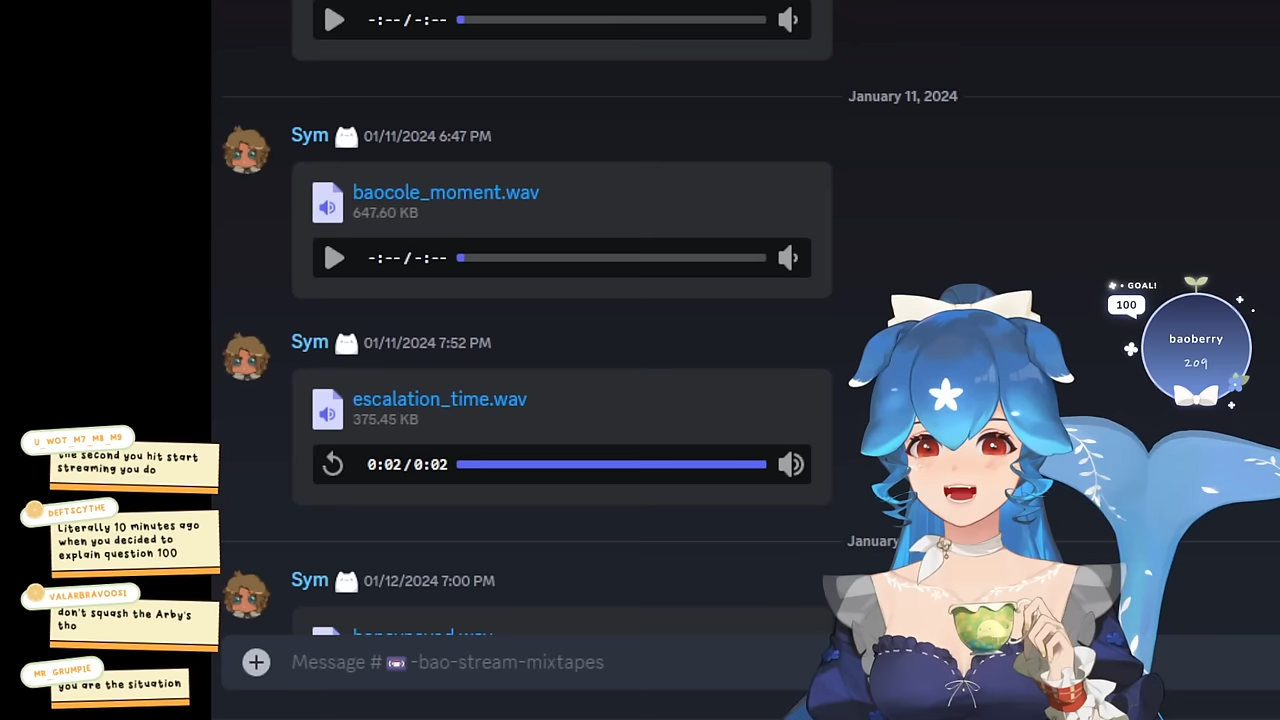 -:-- / -:--
January 11, 2024
Sym 01/11/2024 6:47 PM
baocole_moment.wav
647.60 KB
-:-- / -:--
Sym 01/11/2024 7:52 PM
escalation_time.wav
375.45 KB
0:02 / 0:02
January
Sym 01/12/2024 7:00 PM
Message # -bao-stream-mixtapes
U_WOT_M7_M8_M9
the second you hit start
streaming you do
DEFTSCYTHE
Literally 10 minutes ago
when you decided to
explain question 100
VALARBRAVO051
don't squash the Arby's
tho
MR_GRUMP1E
you are the situation
• GOAL!
100
baoberry
209